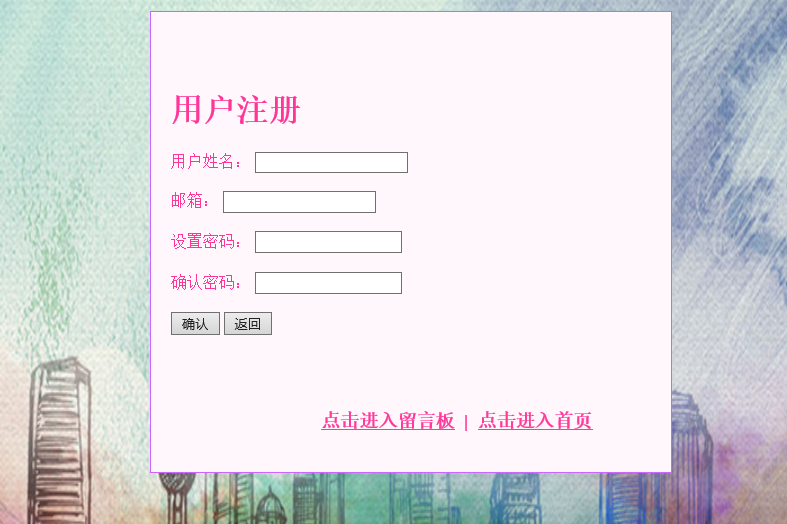 用户注册
用户姓名：
邮箱：
设置密码：
确认密码：
确认 返回
点击进入留言板 | 点击进入首页